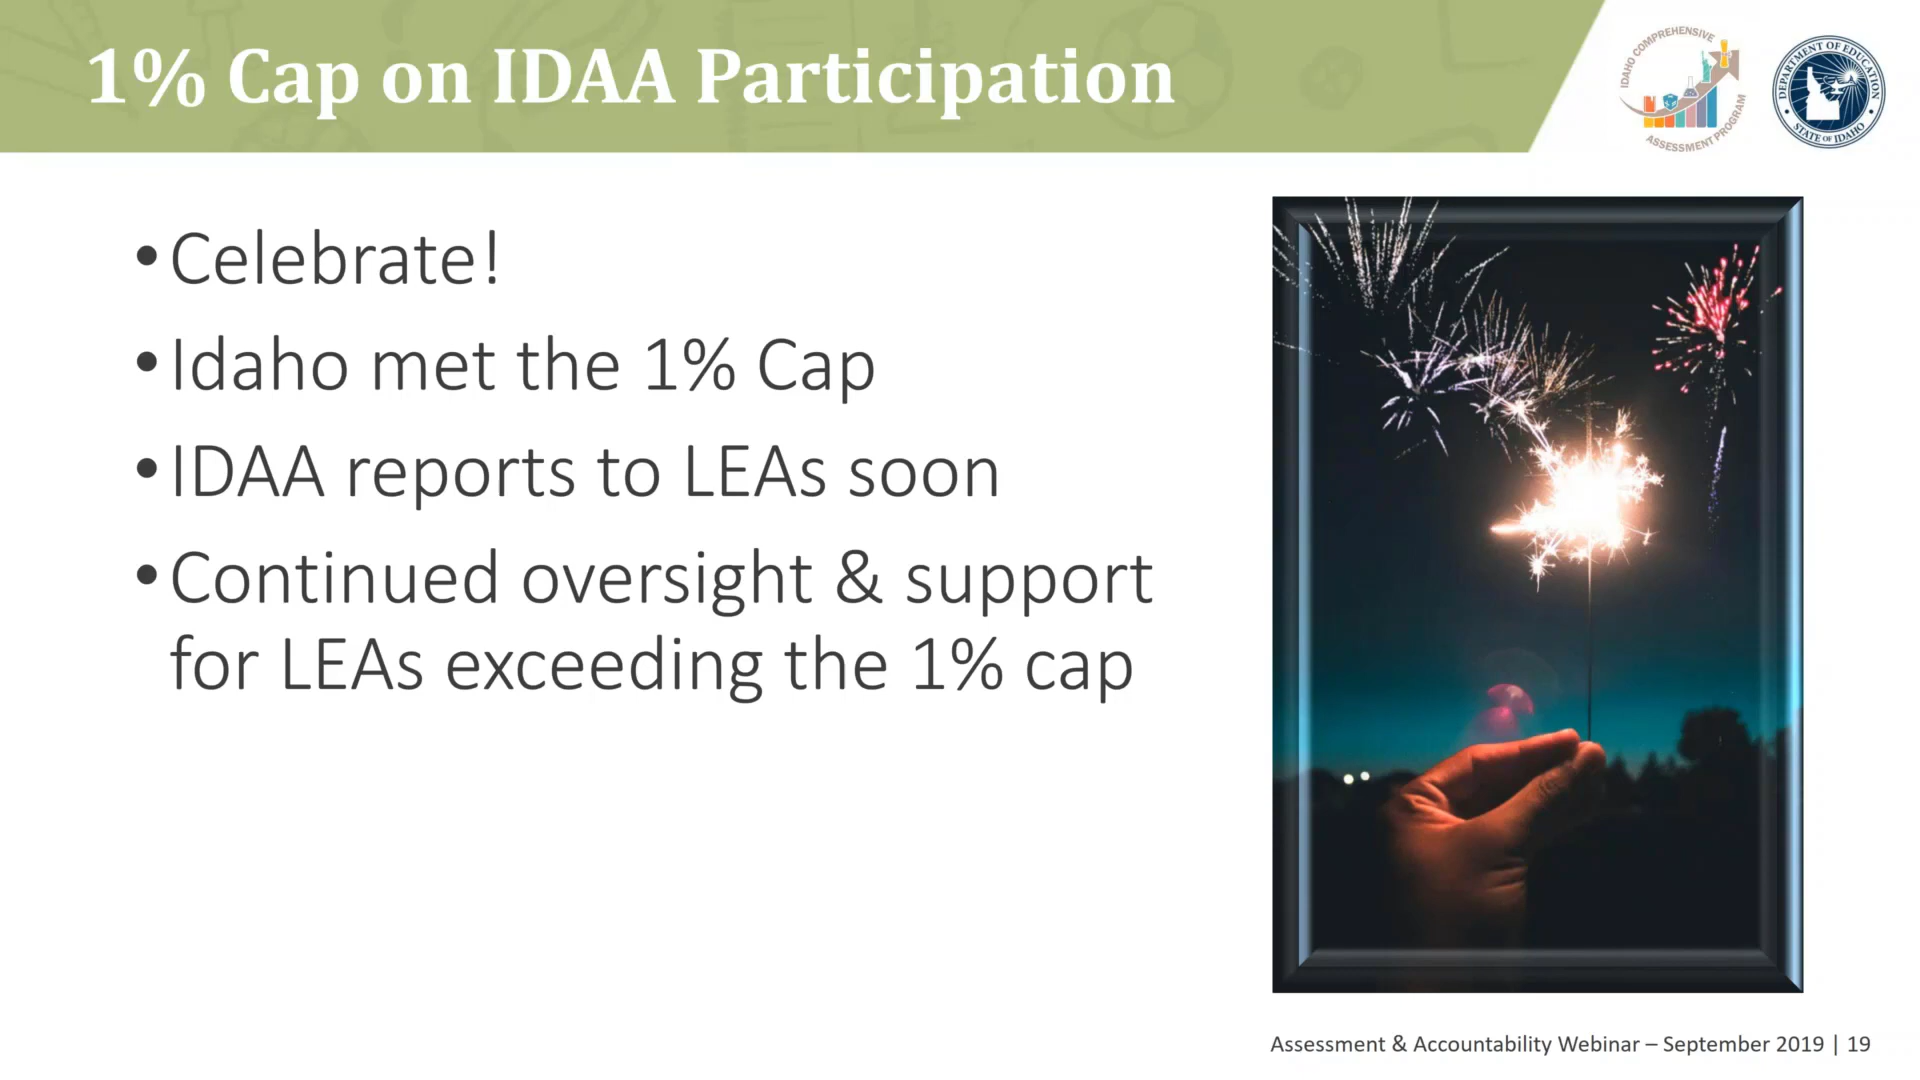 1% Cap on IDAA Participation
IDAHO COMPREHENSIVE
ASSESSMENT PROGRAM
DEPARTMENT OF EDUCATION
STATE OF IDAHO
•Celebrate!
•Idaho met the 1% Cap
•IDAA reports to LEAs soon
•Continued oversight & support
for LEAs exceeding the 1% cap
Assessment & Accountability Webinar – September 2019 | 19